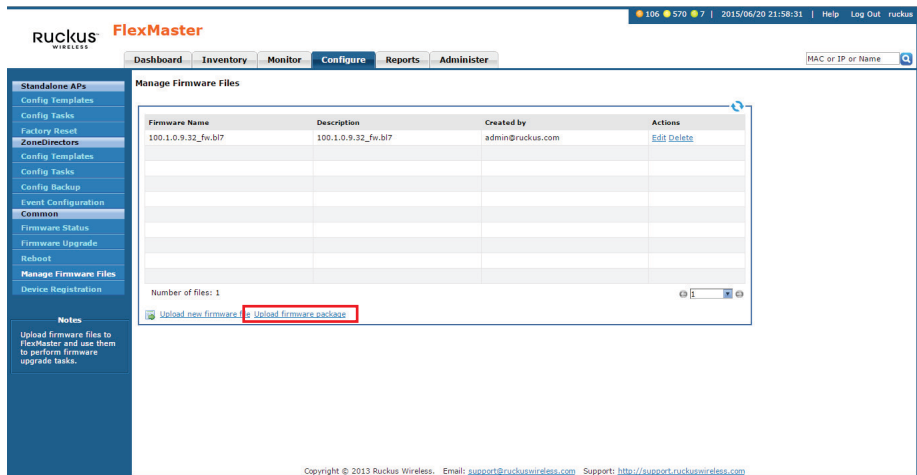 106 570 7 | 2015/06/20 21:58:31 | Help Log Out ruckus
Ruckus WIRELESS FlexMaster
Dashboard Inventory Monitor Configure Reports Administer MAC or IP or Name
Standalone APs
Config Templates
Config Tasks
Factory Reset
ZoneDirectors
Config Templates
Config Tasks
Config Backup
Event Configuration
Common
Firmware Status
Firmware Upgrade
Reboot
Manage Firmware Files
Device Registration
Notes
Upload firmware files to
FlexMaster and use them
to perform firmware
upgrade tasks.
Manage Firmware Files
Firmware Name Description Created by Actions
100.1.0.9.32_fw.bl7 100.1.0.9.32_fw.bl7 admin@ruckus.com Edit Delete
Number of files: 1 1
Upload new firmware file Upload firmware package
Copyright © 2013 Ruckus Wireless. Email: support@ruckuswireless.com Support: http://support.ruckuswireless.com